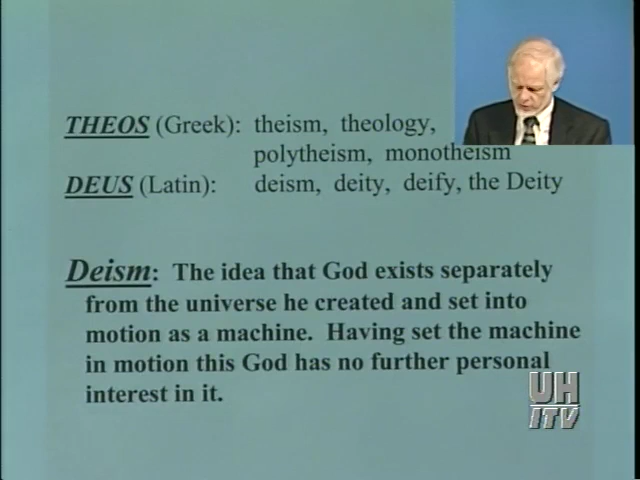 THEOS (Greek): theism, theology,
polytheism, monotheism
DEUS (Latin): deism, deity, deify, the Deity
Deism: The idea that God exists separately
from the universe he created and set into
motion as a machine. Having set the machine
in motion this God has no further personal
interest in it.
UH
ITV